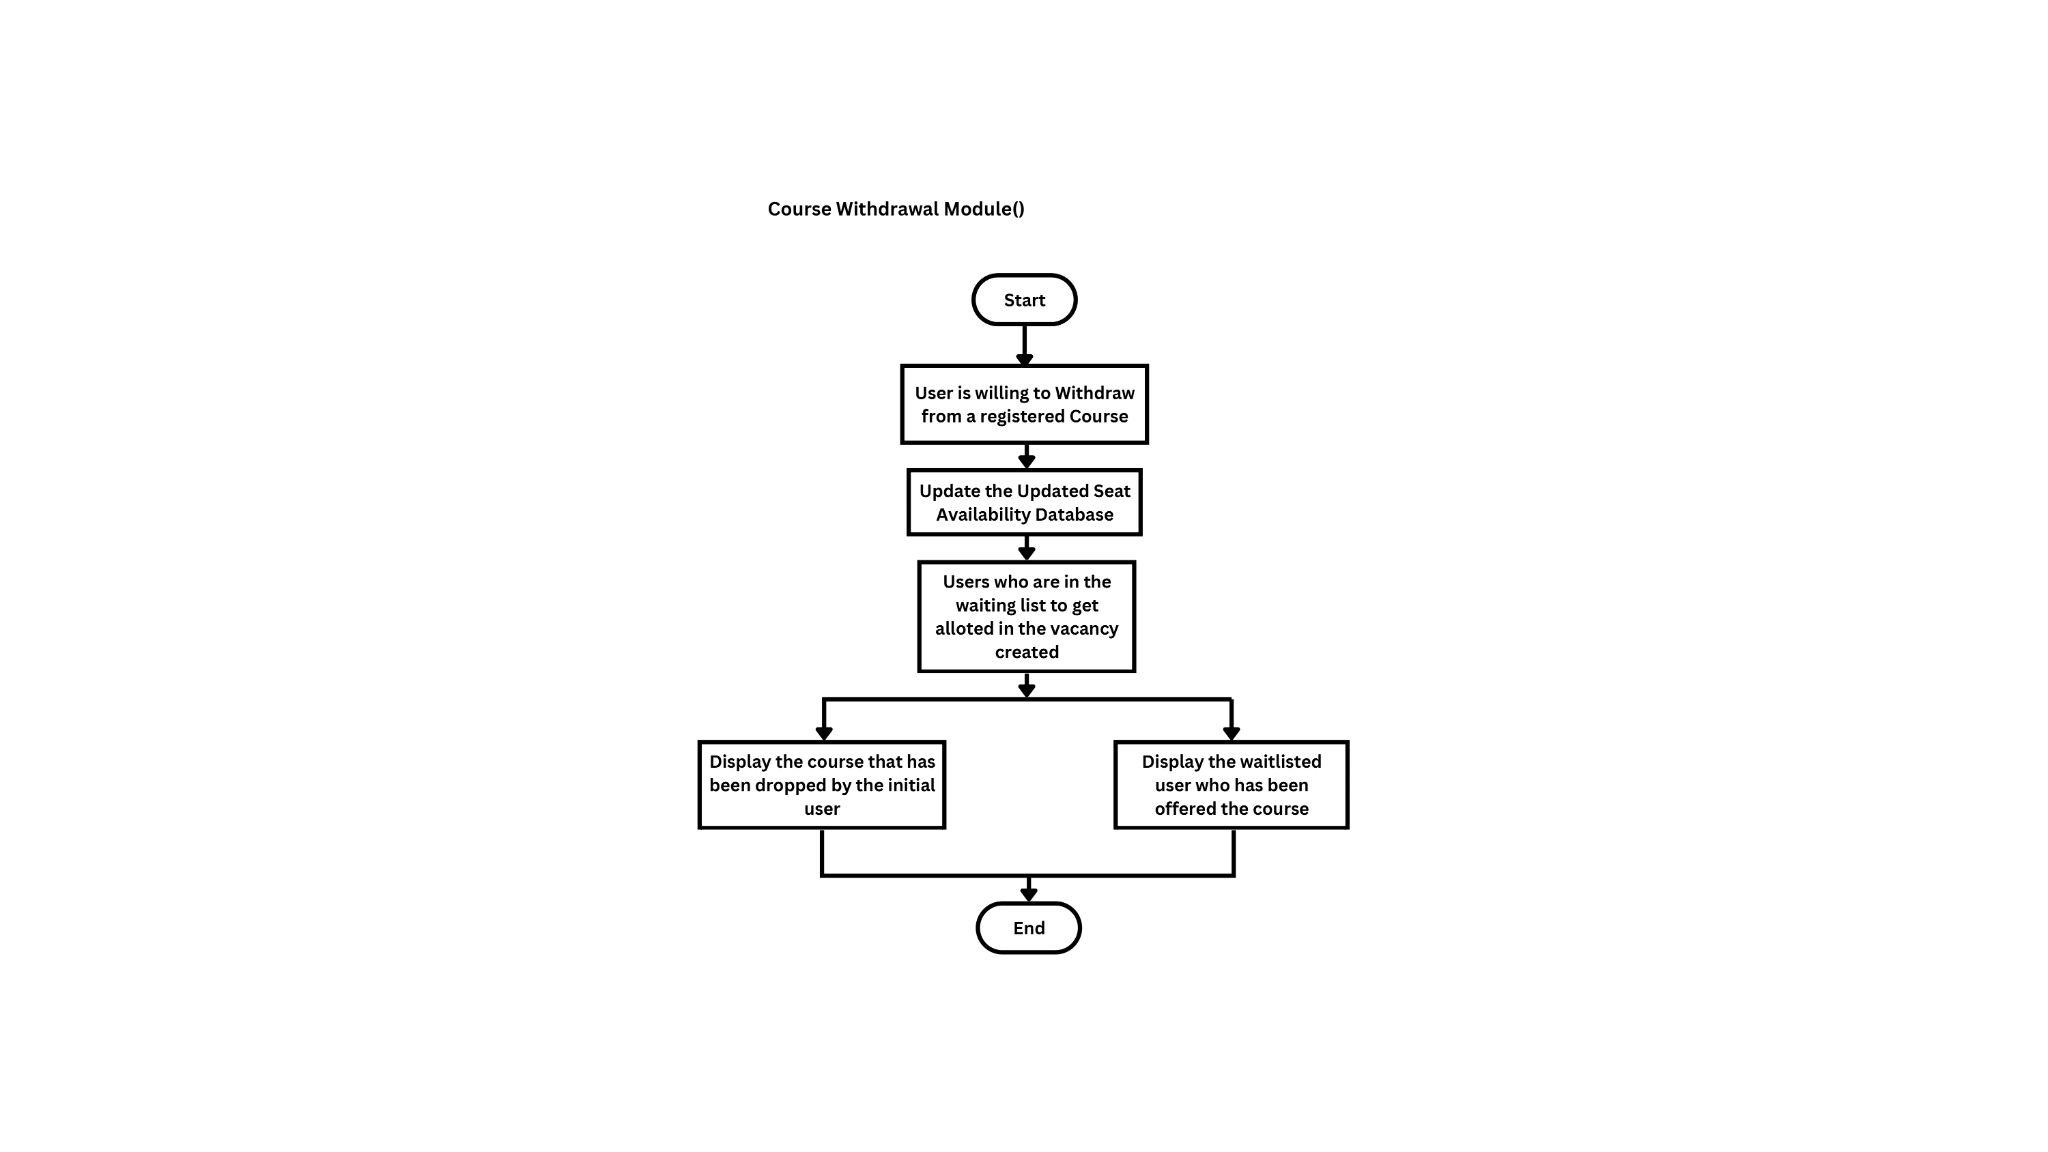 Course Withdrawal Module()
Start
User is willing to Withdraw
from a registered Course
Update the Updated Seat
Availability Database
Users who are in the
waiting list to get
alloted in the vacancy
created
Display the course that has
been dropped by the initial
user
Display the waitlisted
user who has been
offered the course
End